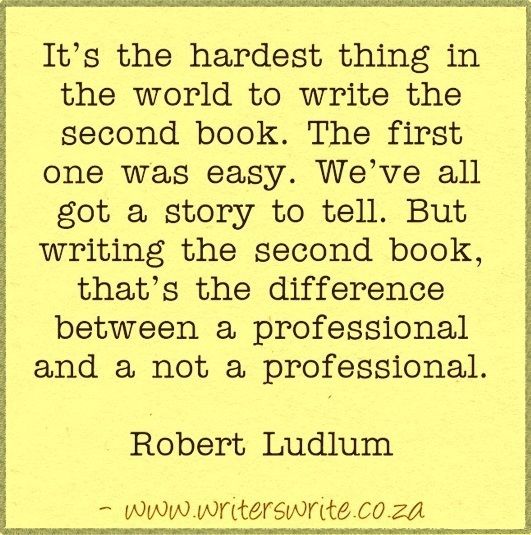 It's the hardest thing in
the world to write the
second book. The first
one was easy. We've all
got a story to tell. But
writing the second book,
that's the difference
between a professional
and a not a professional.
Robert Ludlum
- www.writerswrite.co.za